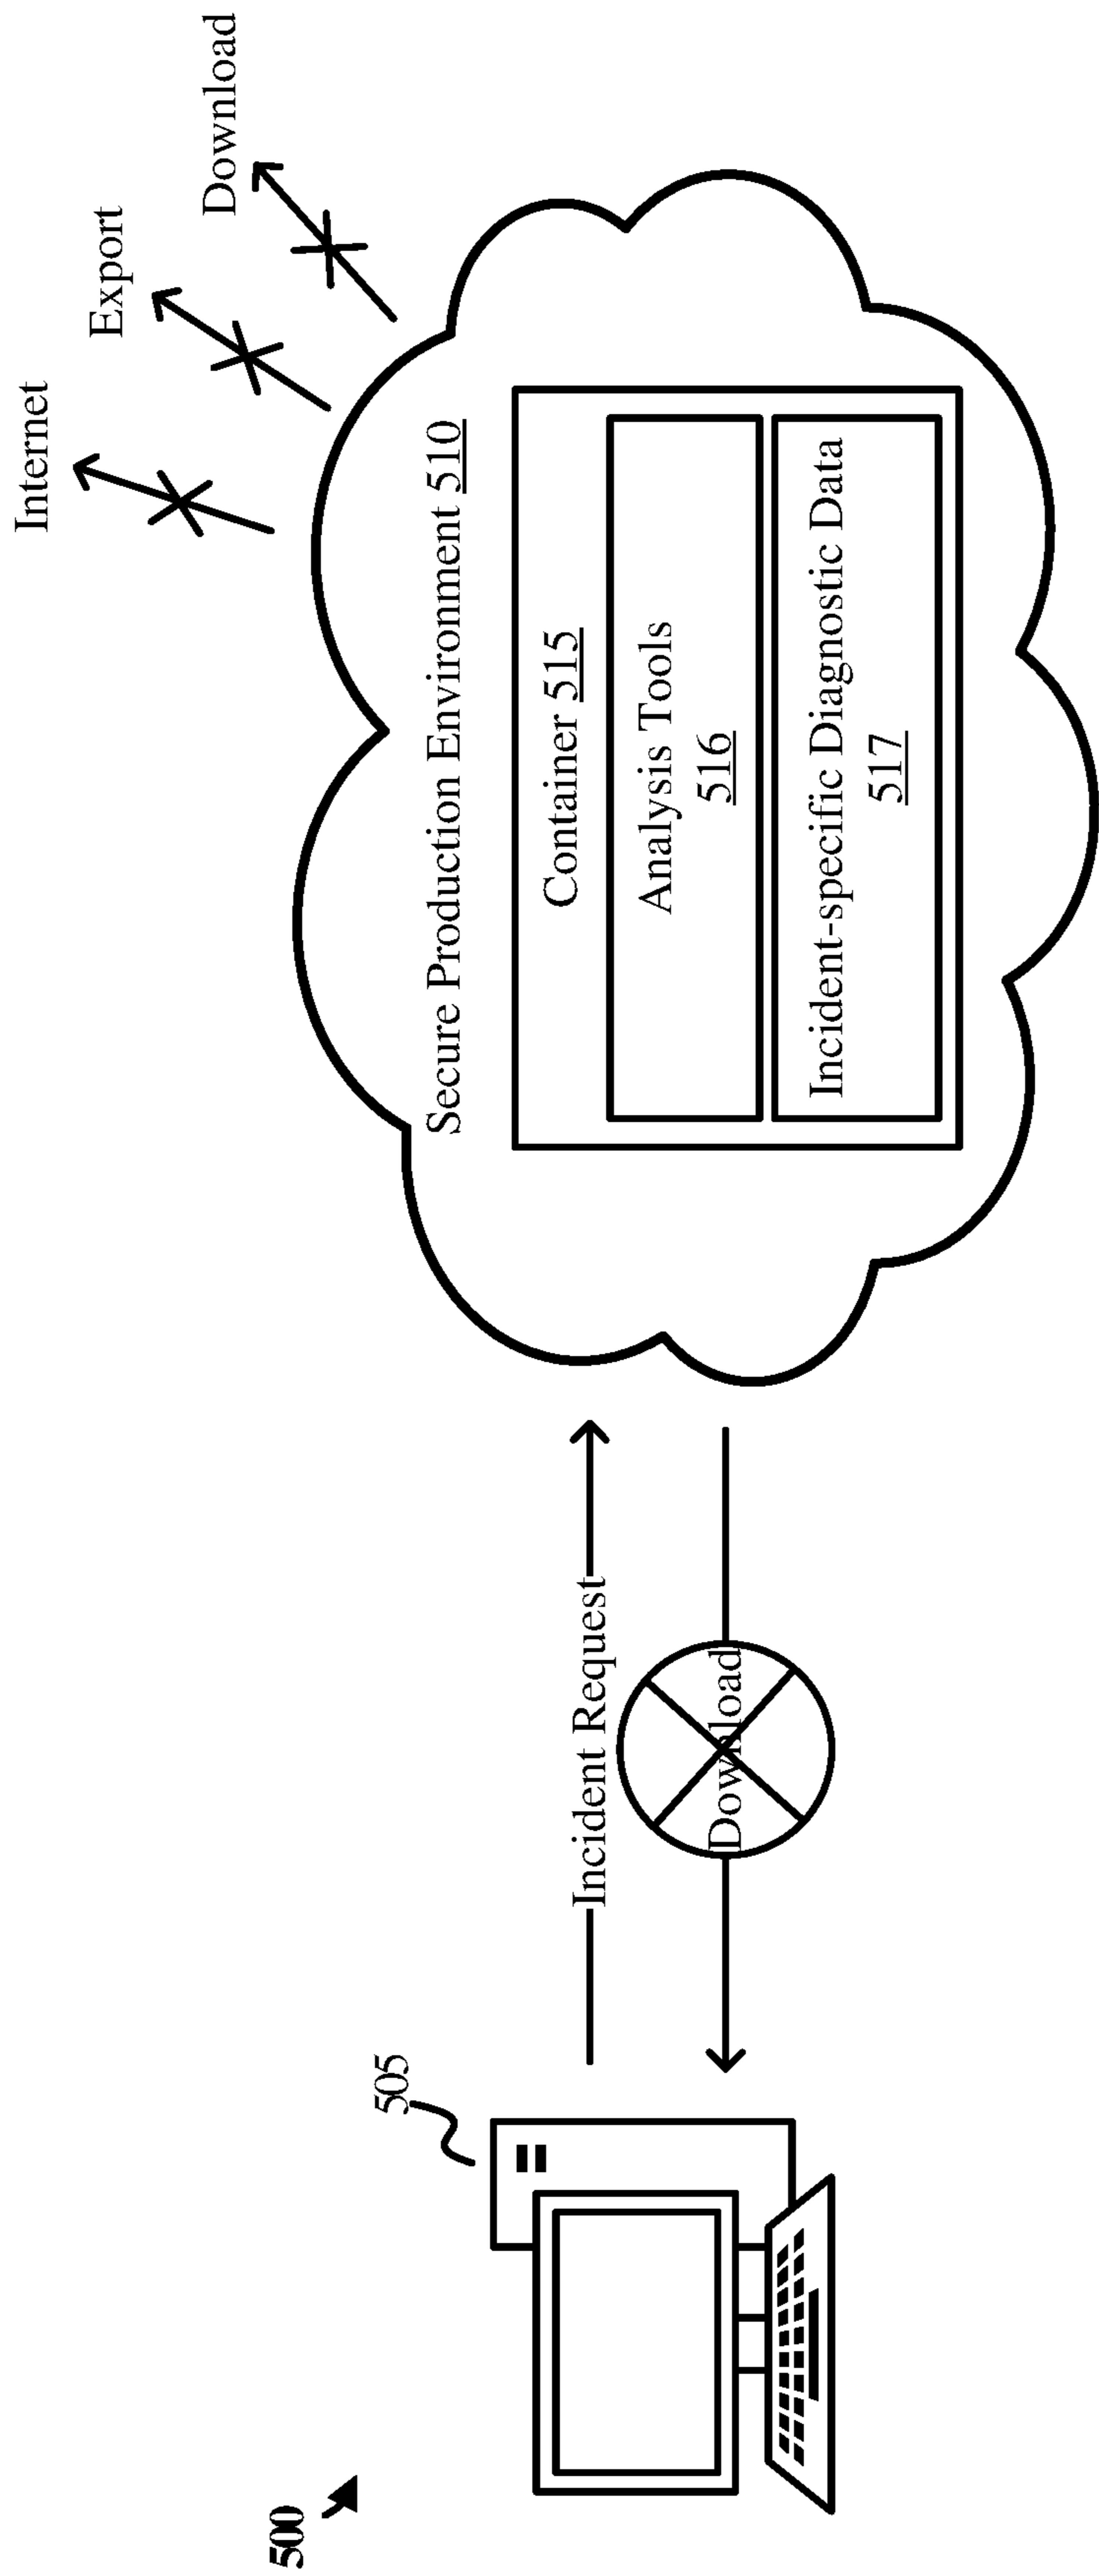 500
505
Incident Request
Download
Internet
Export
Download
Secure Production Environment 510
Container 515
Analysis Tools
516
Incident-specific Diagnostic Data
517